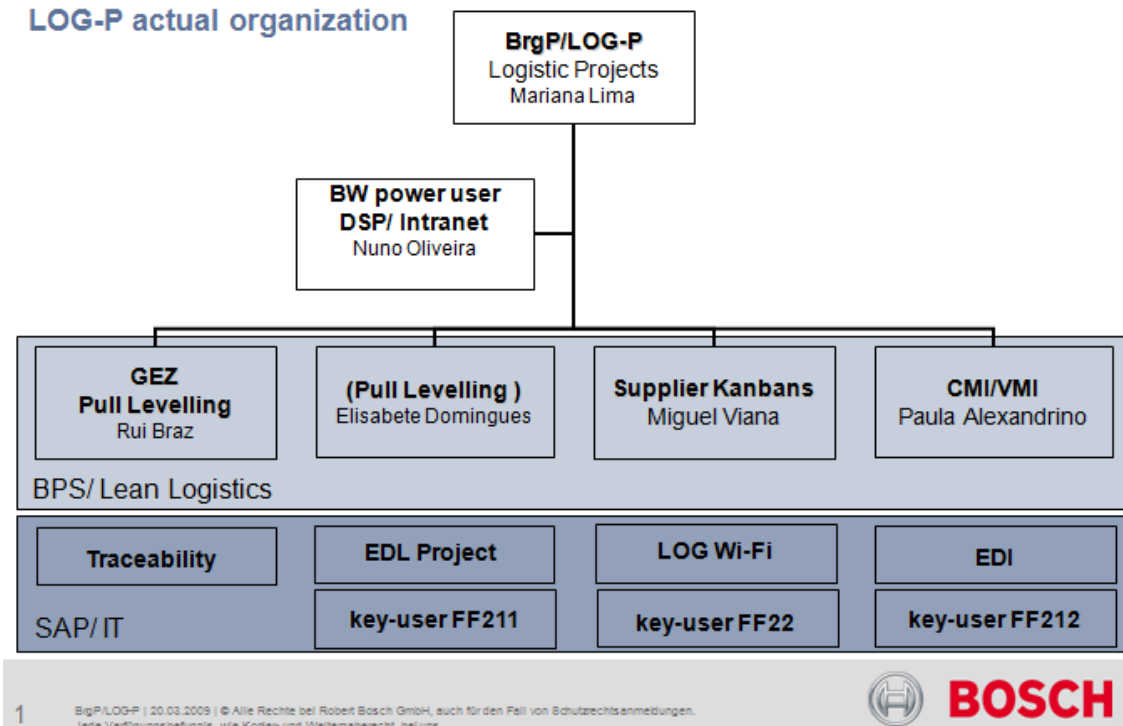 LOG-P actual organization
BrgP/LOG-P
Logistic Projects
Mariana Lima
BW power user
DSP/ Intranet
Nuno Oliveira
GEZ
Pull Levelling
Rui Braz
(Pull Levelling )
Elisabete Domingues
Supplier Kanbans
Miguel Viana
CMI/VMI
Paula Alexandrino
BPS/ Lean Logistics
Traceability
EDL Project
LOG Wi-Fi
EDI
SAP/ IT
key-user FF211
key-user FF22
key-user FF212
1
BrgP/LOG-P | 20.03.2009 | © Alle Rechte bei Robert Bosch GmbH, auch für den Fall von Schutzrechtsanmeldungen.
BOSCH